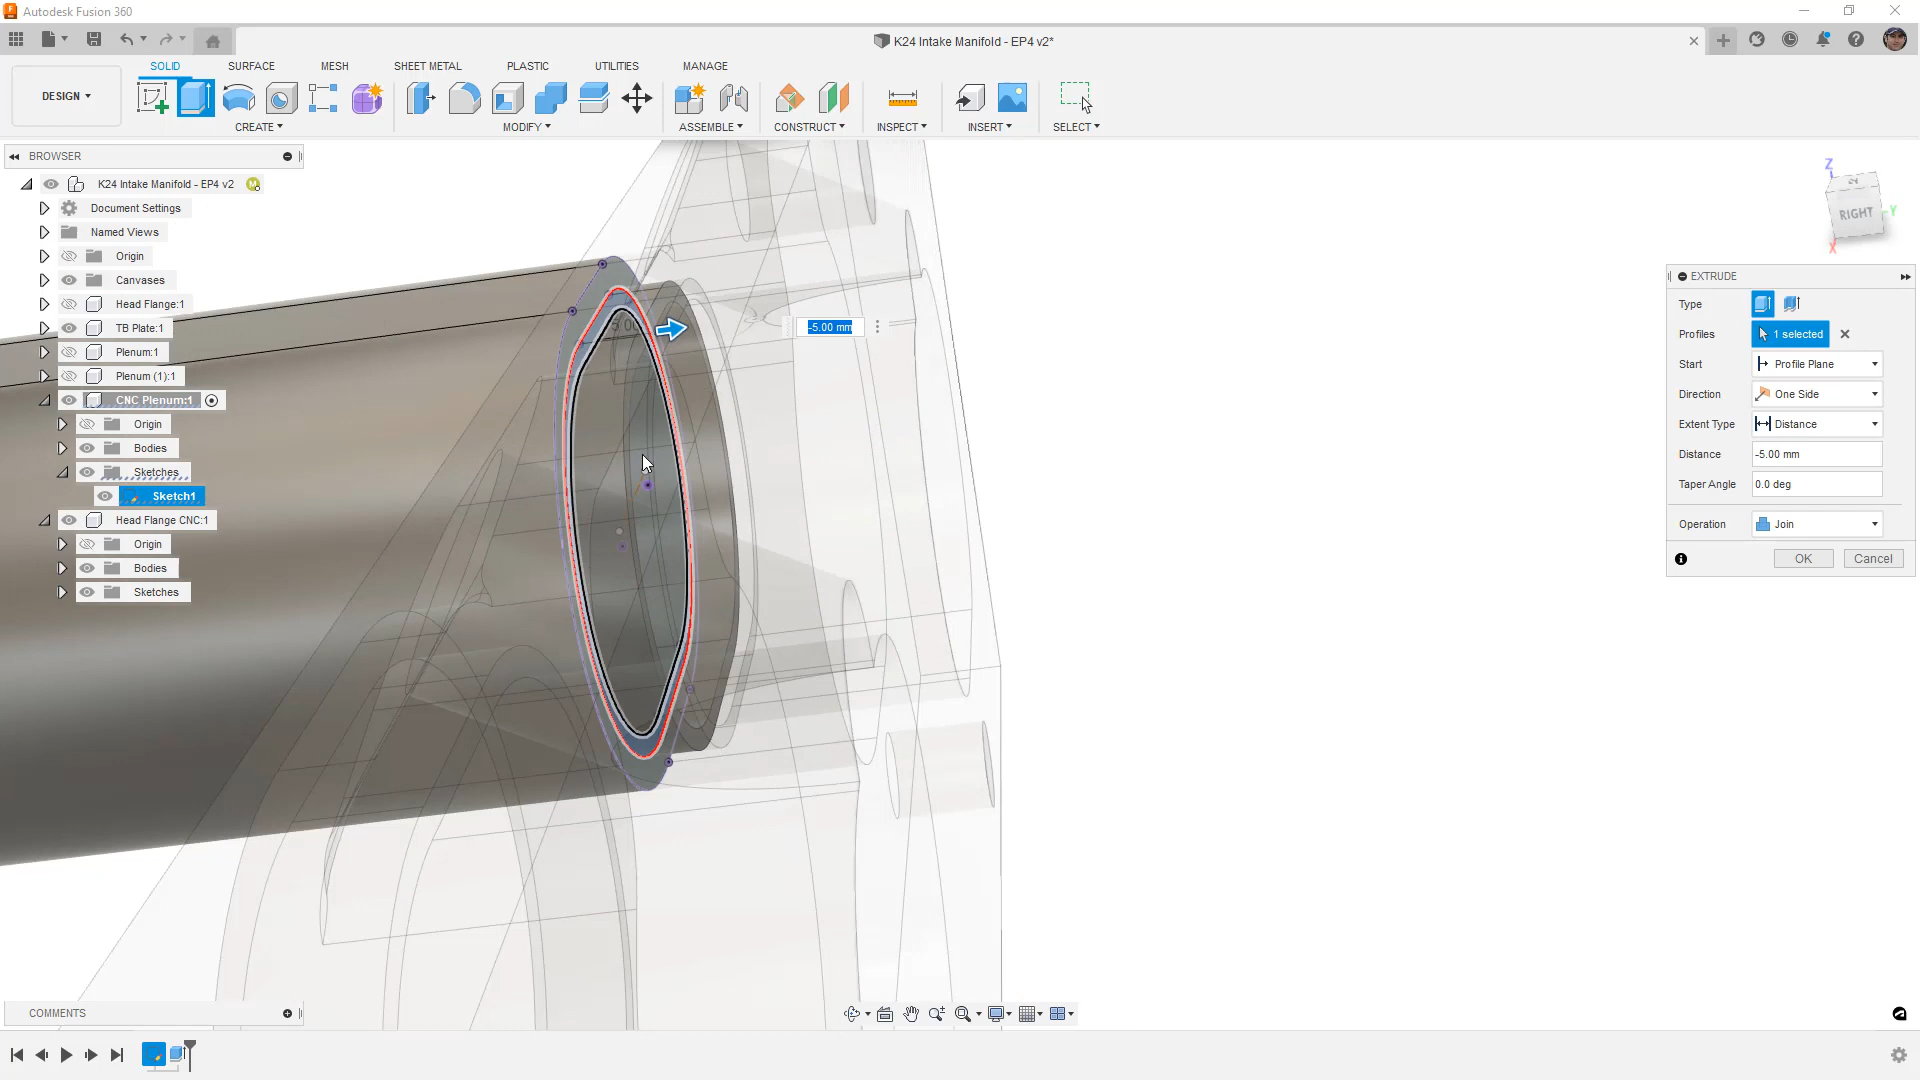 Autodesk Fusion 360
K24 Intake Manifold - EP4 v2*
DESIGN
SOLID
SURFACE
MESH
SHEET METAL
PLASTIC
UTILITIES
MANAGE
CREATE
MODIFY
ASSEMBLE
CONSTRUCT
INSPECT
INSERT
SELECT
BROWSER
K24 Intake Manifold - EP4 v2
Document Settings
Named Views
Origin
Canvases
Head Flange:1
TB Plate:1
Plenum:1
Plenum (1):1
CNC Plenum:1
Origin
Bodies
Sketches
Sketch1
Head Flange CNC:1
Origin
Bodies
Sketches
5.00
-5.00 mm
Z
RIGHT
Y
X
EXTRUDE
Type
Profiles
1 selected
Start
Profile Plane
Direction
One Side
Extent Type
Distance
Distance
-5.00 mm
Taper Angle
0.0 deg
Operation
Join
OK
Cancel
COMMENTS